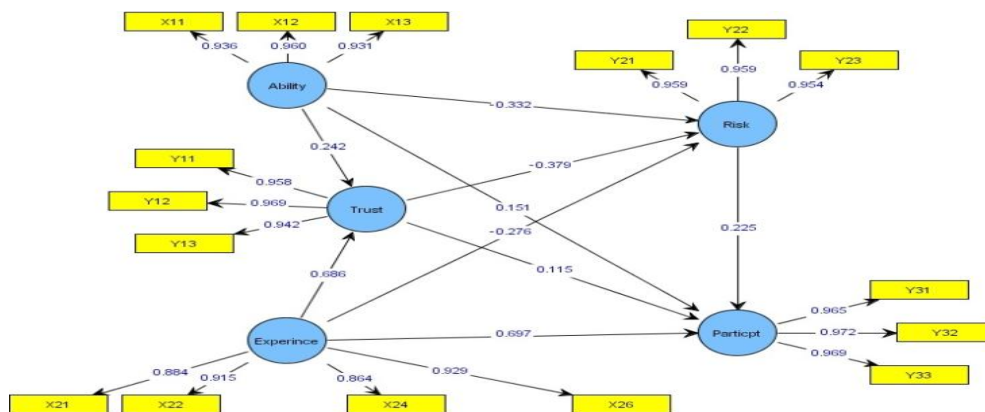 X11
X12
X13
0.936
0.960
0.931
Ability
Y22
Y21
Y23
0.959
0.959
0.954
Risk
-0.332
0.242
-0.379
Y11
0.958
Y12
0.969
Trust
Y13
0.942
0.151
-0.276
0.225
0.686
0.115
Y31
0.965
Experince
0.697
Particpt
0.972
Y32
0.969
Y33
0.884
0.915
0.864
0.929
X21
X22
X24
X26